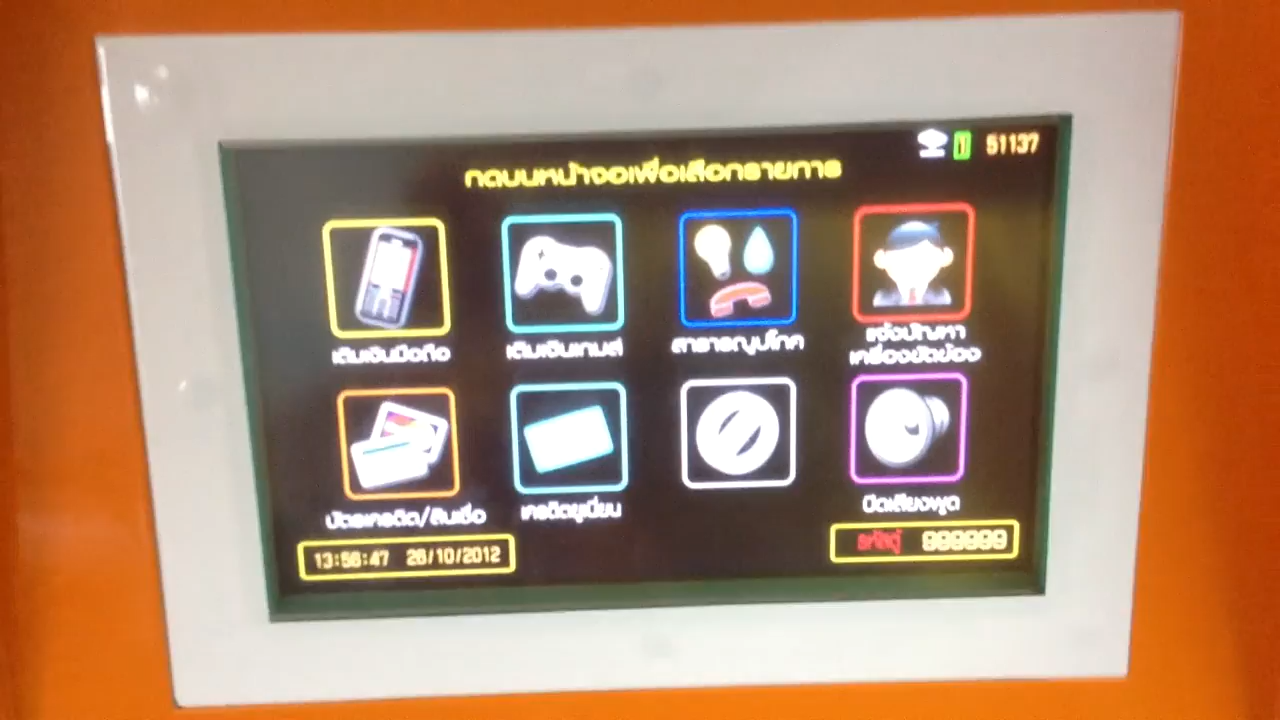 51137
กดบนหน้าจอเพื่อเลือกรายการ
เติมเงินมือถือ
เติมเงินเกมส์
สาธารณูปโภค
แจ้งปัญหา
เครื่องขัดข้อง
บัตรเครดิต/สินเชื่อ
เครดิตยูเนี่ยน
ปิดเสียงพูด
13:56:47 26/10/2012
รหัสตู้ 999999